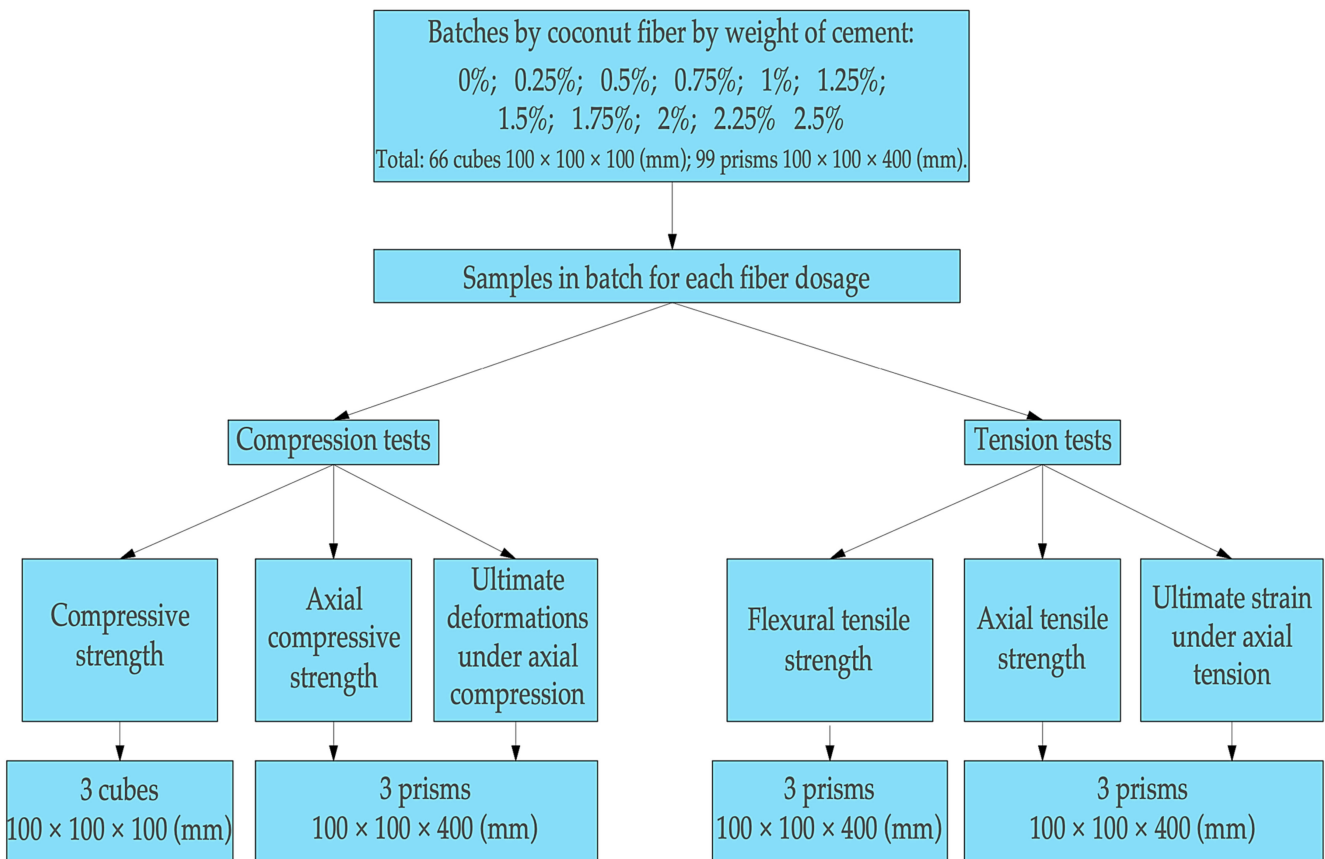 Batches by coconut fiber by weight of cement:
0%; 0.25%; 0.5%; 0.75%; 1%; 1.25%;
1.5%; 1.75%; 2%; 2.25% 2.5%
Total: 66 cubes 100 × 100 × 100 (mm); 99 prisms 100 × 100 × 400 (mm).
Samples in batch for each fiber dosage
Compression tests
Tension tests
Compressive
strength
Axial
compressive
strength
Ultimate
deformations
under axial
compression
Flexural tensile
strength
Axial tensile
strength
Ultimate strain
under axial
tension
3 cubes
100 × 100 × 100 (mm)
3 prisms
100 × 100 × 400 (mm)
3 prisms
100 × 100 × 400 (mm)
3 prisms
100 × 100 × 400 (mm)